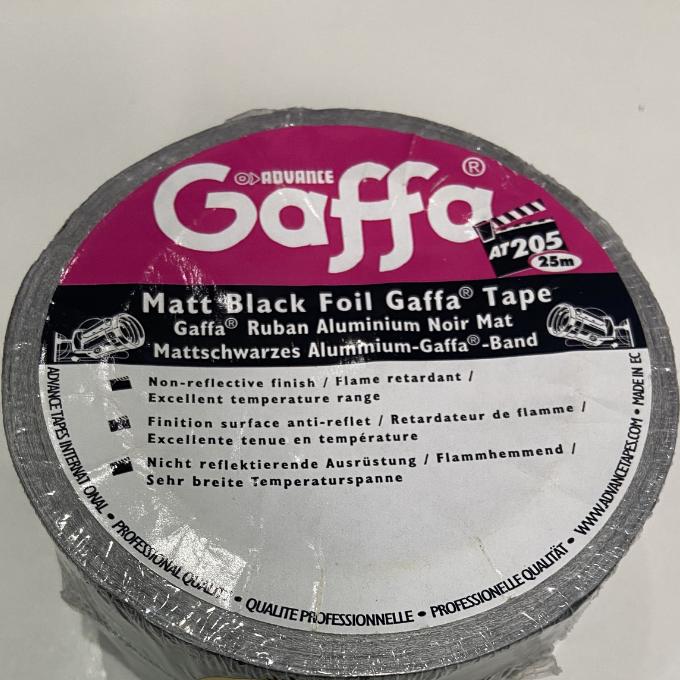 ADVANCE
Gaffa®
AT205
25m
Matt Black Foil Gaffa® Tape
Gaffa® Ruban Aluminium Noir Mat
Mattschwarzes Aluminium-Gaffa®-Band
Non-reflective finish / Flame retardant /
Excellent temperature range
Finition surface anti-reflet / Retardateur de flamme /
Excellente tenue en température
Nicht reflektierende Ausrüstung / Flammhemmend /
Sehr breite Temperaturspanne
ADVANCE TAPES INTERNATIONAL • PROFESSIONAL QUALITY • QUALITE PROFESSIONNELLE • PROFESSIONELLE QUALITÄT • WWW.ADVANCETAPES.COM • MADE IN EC